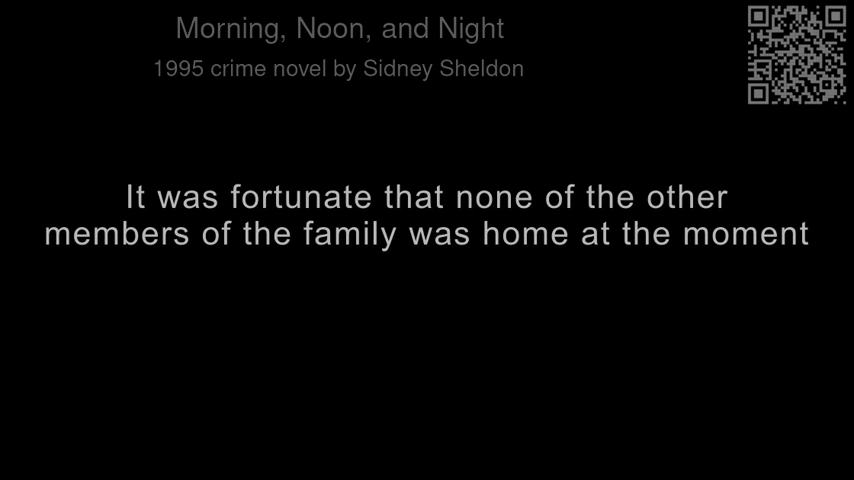 Morning, Noon, and Night
1995 crime novel by Sidney Sheldon
It was fortunate that none of the other
members of the family was home at the moment